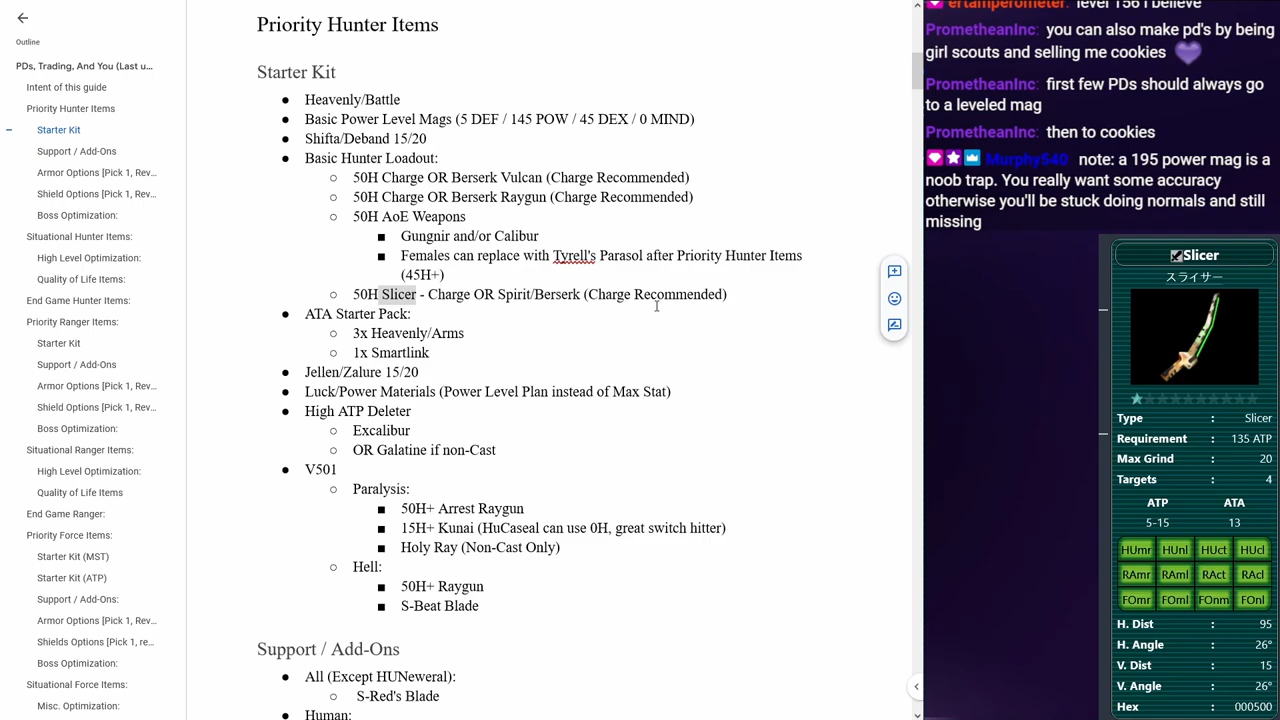 Outline
PDs, Trading, And You (Last u...
Intent of this guide
Priority Hunter Items
Starter Kit
Support / Add-Ons
Armor Options [Pick 1, Rev...
Shield Options [Pick 1, Rev...
Boss Optimization:
Situational Hunter Items:
High Level Optimization:
Quality of Life Items:
End Game Hunter Items:
Priority Ranger Items:
Starter Kit
Support / Add-Ons:
Armor Options [Pick 1, Rev...
Shield Options [Pick 1, Rev...
Boss Optimization:
Situational Ranger Items:
High Level Optimization:
Quality of Life Items
End Game Ranger:
Priority Force Items:
Starter Kit (MST)
Starter Kit (ATP)
Support / Add-Ons:
Armor Options [Pick 1, Rev...
Shields Options [Pick 1, re...
Boss Optimization:
Situational Force Items:
Misc. Optimization:
Priority Hunter Items
Starter Kit
● Heavenly/Battle
● Basic Power Level Mags (5 DEF / 145 POW / 45 DEX / 0 MIND)
● Shifta/Deband 15/20
● Basic Hunter Loadout:
○ 50H Charge OR Berserk Vulcan (Charge Recommended)
○ 50H Charge OR Berserk Raygun (Charge Recommended)
○ 50H AoE Weapons
■ Gungnir and/or Calibur
■ Females can replace with Tyrell's Parasol after Priority Hunter Items
(45H+)
○ 50H Slicer - Charge OR Spirit/Berserk (Charge Recommended)
● ATA Starter Pack:
○ 3x Heavenly/Arms
○ 1x Smartlink
● Jellen/Zalure 15/20
● Luck/Power Materials (Power Level Plan instead of Max Stat)
● High ATP Deleter
○ Excalibur
○ OR Galatine if non-Cast
● V501
○ Paralysis:
■ 50H+ Arrest Raygun
■ 15H+ Kunai (HuCaseal can use 0H, great switch hitter)
■ Holy Ray (Non-Cast Only)
○ Hell:
■ 50H+ Raygun
■ S-Beat Blade
Support / Add-Ons
● All (Except HUNeweral):
○ S-Red's Blade
● Human:
ertamperometer: level 156 I believe
PrometheanInc: you can also make pd's by being
girl scouts and selling me cookies
PrometheanInc: first few PDs should always go
to a leveled mag
PrometheanInc: then to cookies
Murphy540: note: a 195 power mag is a
noob trap. You really want some accuracy
otherwise you'll be stuck doing normals and still
missing
Slicer
スライサー
Type : Slicer
Requirement : 135 ATP
Max Grind : 20
Targets : 4
ATP ATA
5-15 13
HUmr HUnl HUct HUcl
RAmr RAml RAct RAcl
FOmr FOml FOnm FOnl
H. Dist : 95
H. Angle : 26°
V. Dist : 15
V. Angle : 26°
Hex : 000500